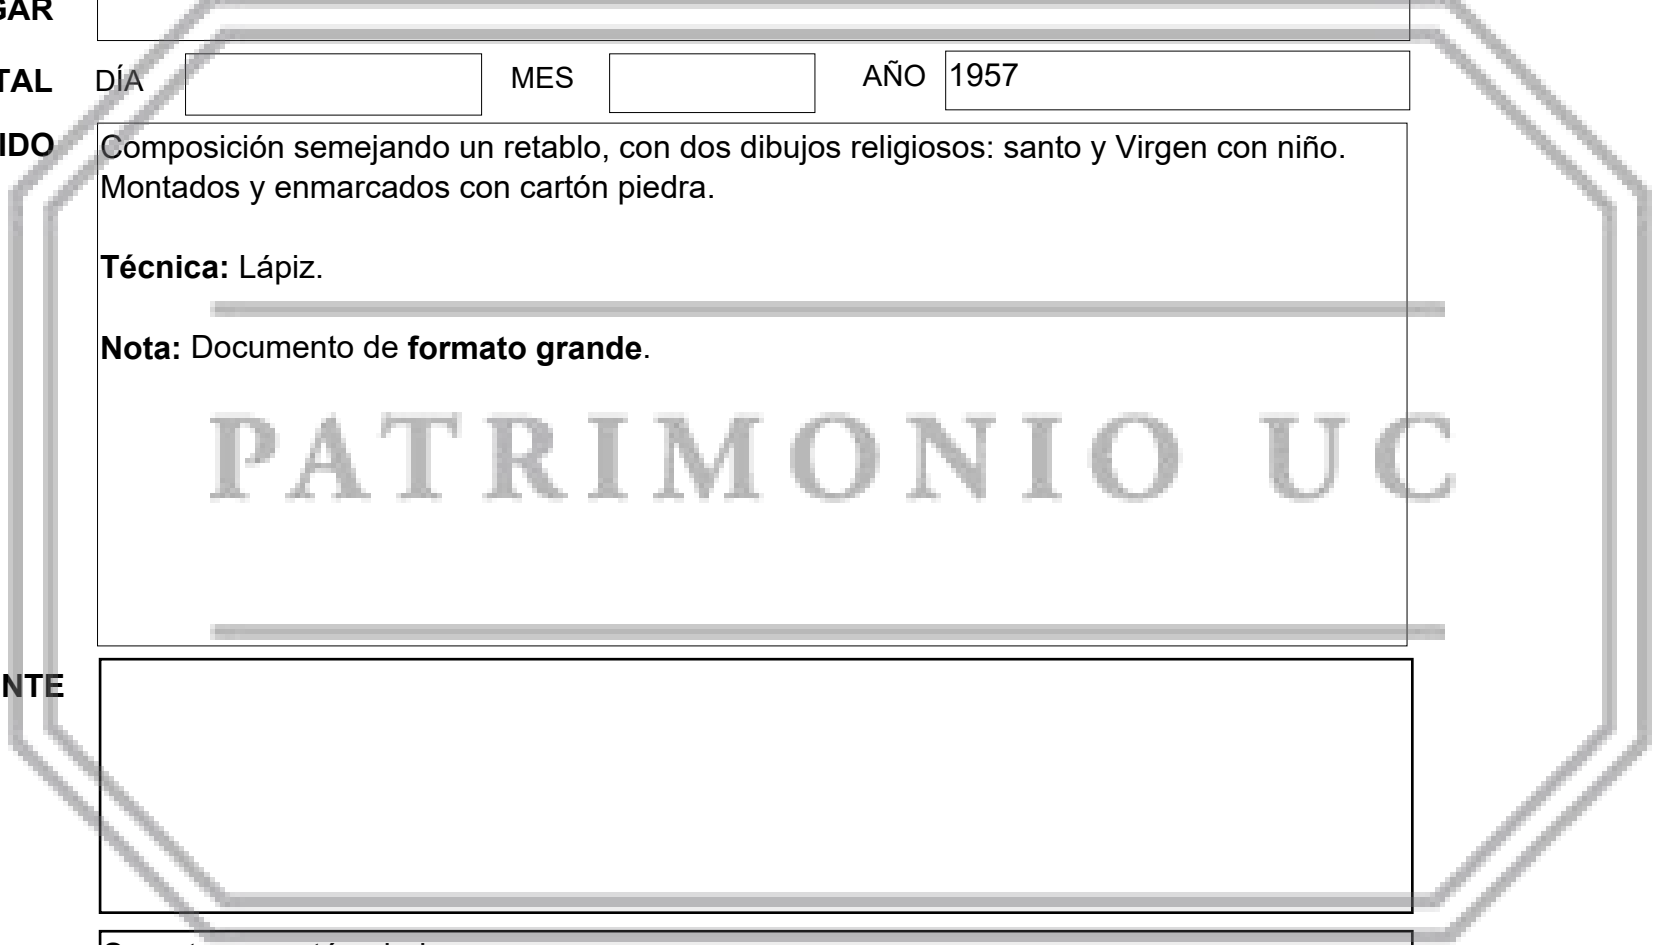 GAR
TAL DÍA MES AÑO 1957
IDO Composición semejando un retablo, con dos dibujos religiosos: santo y Virgen con niño.
Montados y enmarcados con cartón piedra.
Técnica: Lápiz.
Nota: Documento de formato grande.
PATRIMONIO UC
NTE